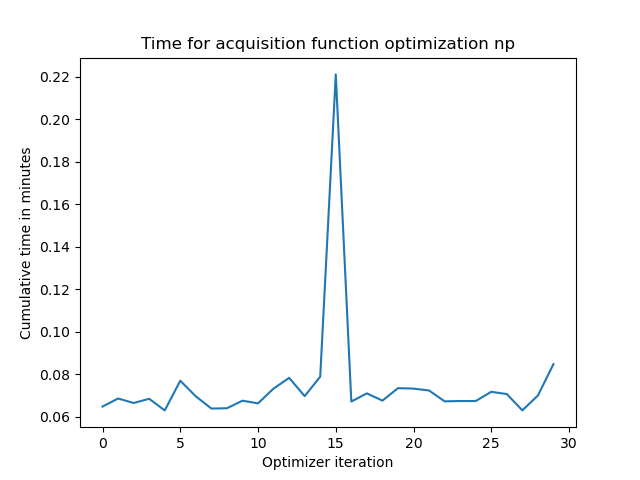 Time for acquisition function optimization np
Cumulative time in minutes
0.22
0.20
0.18
0.16
0.14
0.12
0.10
0.08
0.06
0 5 10 15 20 25 30
Optimizer iteration